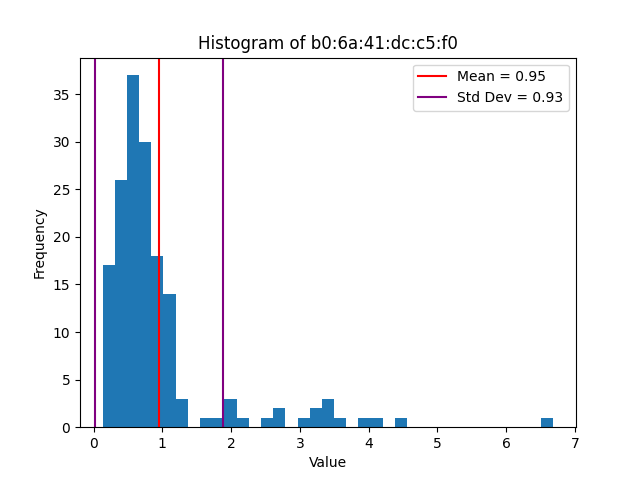 Histogram of b0:6a:41:dc:c5:f0
Mean = 0.95
Std Dev = 0.93
Frequency
35
30
25
20
15
10
5
0
0 1 2 3 4 5 6 7
Value